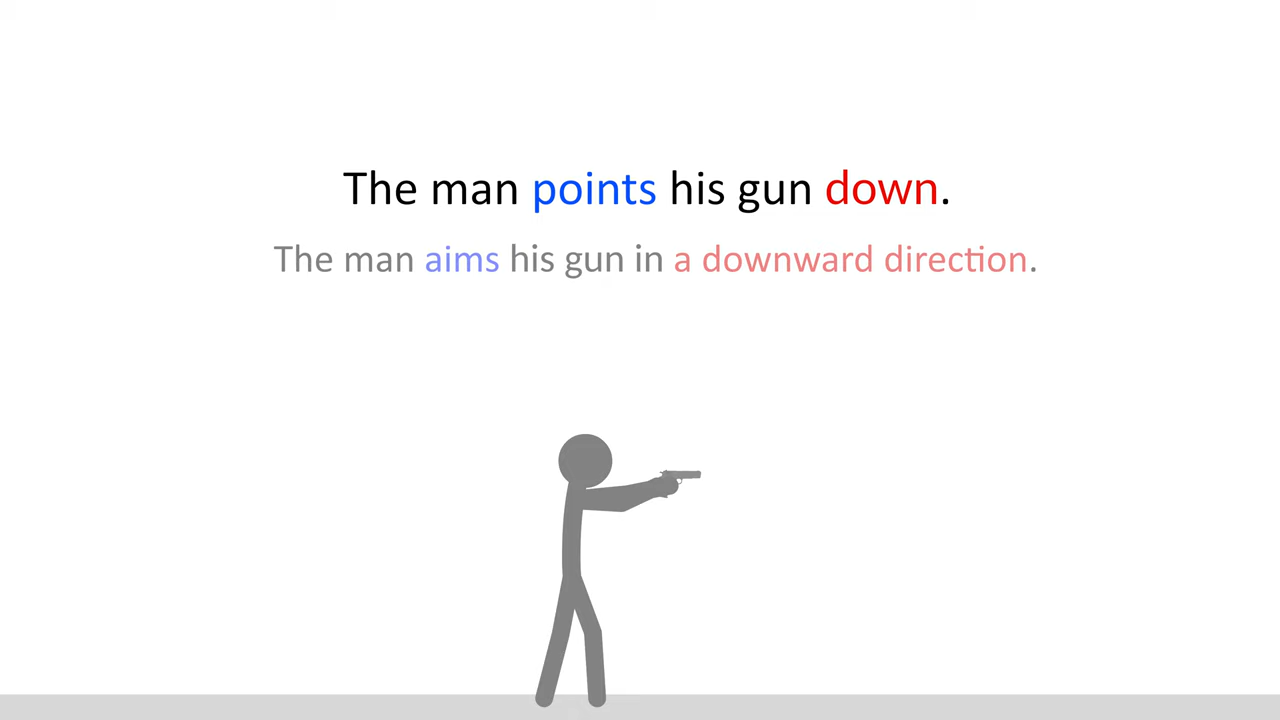 The man points his gun down.
The man aims his gun in a downward direction.